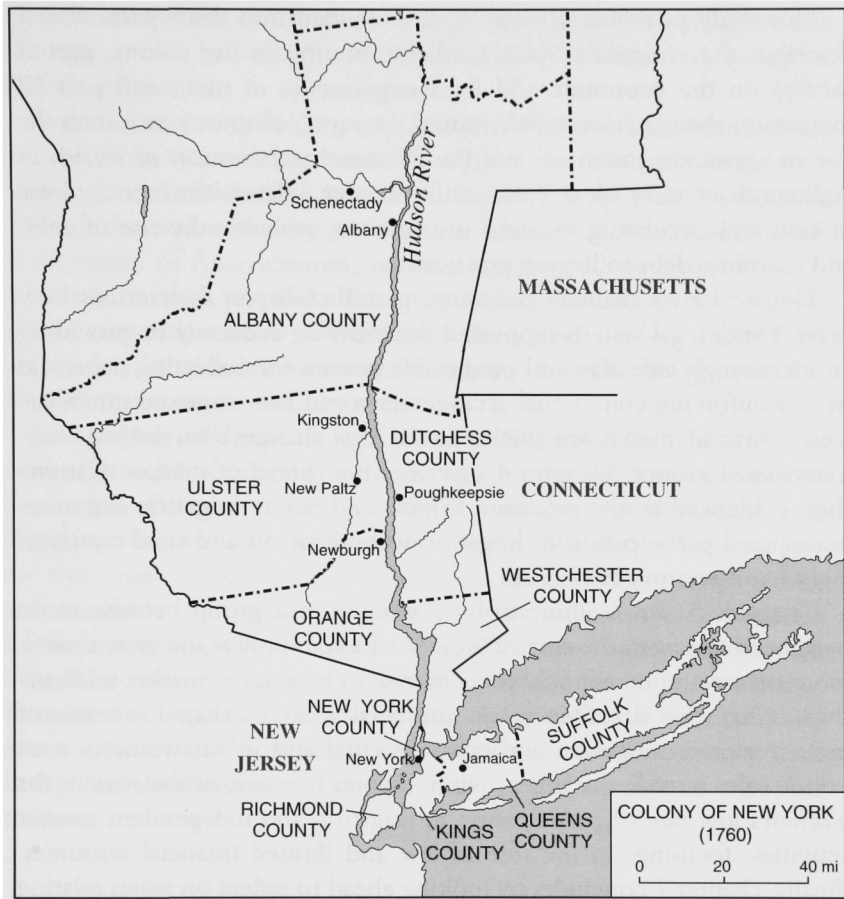 Hudson River
Schenectady
Albany
MASSACHUSETTS
ALBANY COUNTY
Kingston
DUTCHESS
COUNTY
ULSTER
COUNTY
New Paltz
Poughkeepsie
CONNECTICUT
Newburgh
WESTCHESTER
COUNTY
ORANGE
COUNTY
NEW YORK
COUNTY
SUFFOLK
COUNTY
NEW
JERSEY
New York
Jamaica
RICHMOND
COUNTY
KINGS
COUNTY
QUEENS
COUNTY
COLONY OF NEW YORK
(1760)
0 20 40 mi